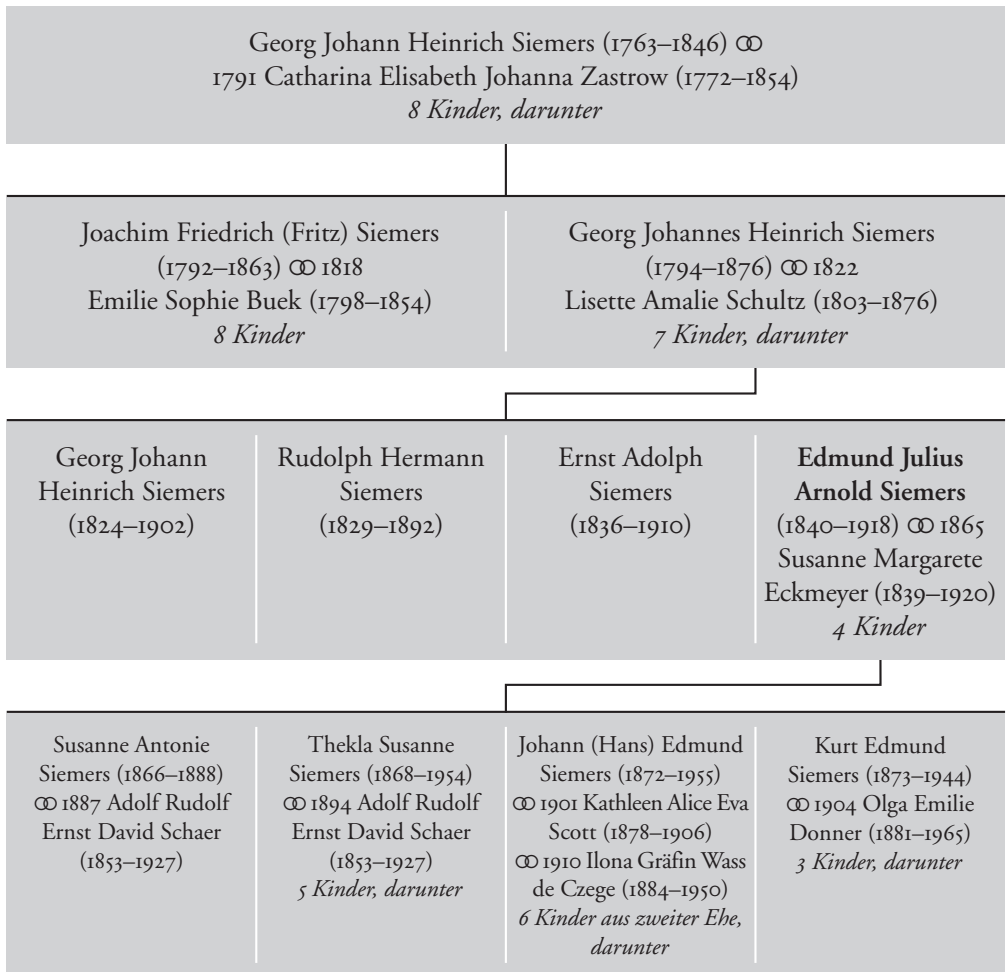 Georg Johann Heinrich Siemers (1763–1846) ⚭
1791 Catharina Elisabeth Johanna Zastrow (1772–1854)
8 Kinder, darunter
Joachim Friedrich (Fritz) Siemers
(1792–1863) ⚭ 1818
Emilie Sophie Buek (1798–1854)
8 Kinder
Georg Johannes Heinrich Siemers
(1794–1876) ⚭ 1822
Lisette Amalie Schultz (1803–1876)
7 Kinder, darunter
Georg Johann
Heinrich Siemers
(1824–1902)
Rudolph Hermann
Siemers
(1829–1892)
Ernst Adolph
Siemers
(1836–1910)
Edmund Julius
Arnold Siemers
(1840–1918) ⚭ 1865
Susanne Margarete
Eckmeyer (1839–1920)
4 Kinder
Susanne Antonie
Siemers (1866–1888)
⚭ 1887 Adolf Rudolf
Ernst David Schaer
(1853–1927)
Thekla Susanne
Siemers (1868–1954)
⚭ 1894 Adolf Rudolf
Ernst David Schaer
(1853–1927)
5 Kinder, darunter
Johann (Hans) Edmund
Siemers (1872–1955)
⚭ 1901 Kathleen Alice Eva
Scott (1878–1906)
⚭ 1910 Ilona Gräfin Wass
de Czege (1884–1950)
6 Kinder aus zweiter Ehe,
darunter
Kurt Edmund
Siemers (1873–1944)
⚭ 1904 Olga Emilie
Donner (1881–1965)
3 Kinder, darunter